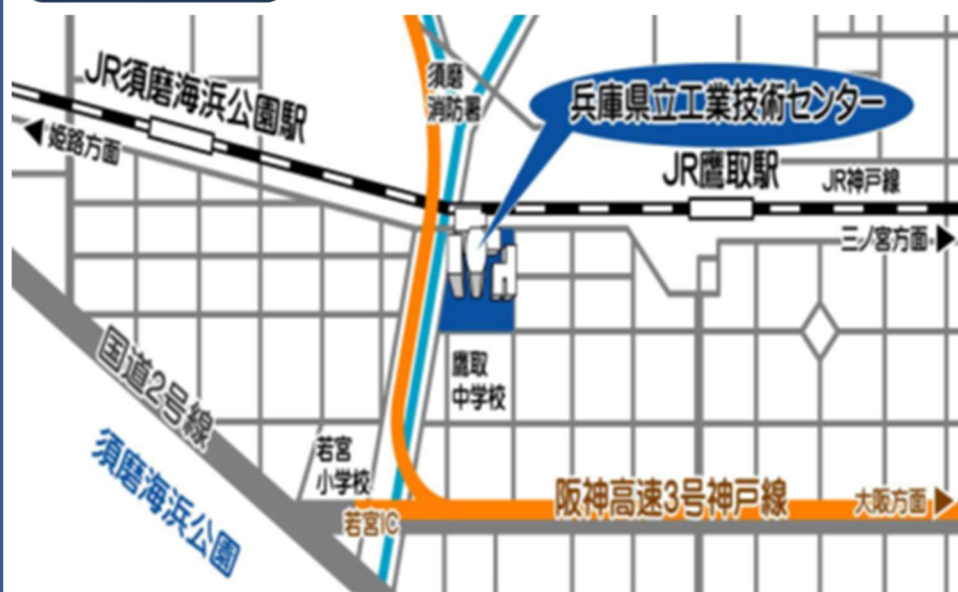 JR須磨海浜公園駅
須磨
消防署
兵庫県立工業技術センター
姫路方面
JR鷹取駅
JR神戸線
三ノ宮方面
国道2号線
鷹取
中学校
須磨海浜公園
若宮
小学校
若宮IC
阪神高速3号神戸線
大阪方面